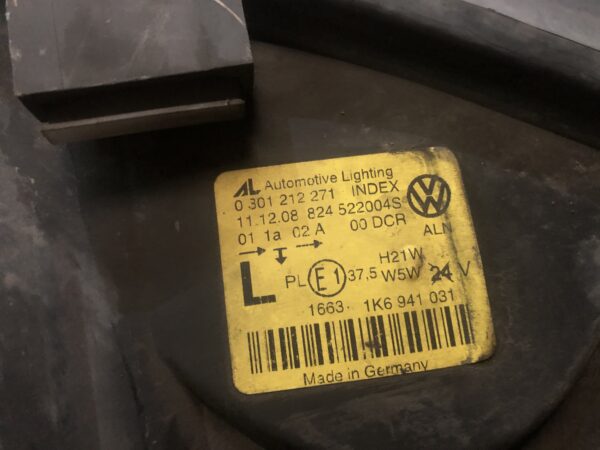 AL Automotive Lighting
0 301 212 271 INDEX
11.12.08 824 522004S
01 1a 02 A 00 DCR
ALN
L PL E1 37,5 H21W W5W 24 V
1663 1K6 941 031
Made in Germany